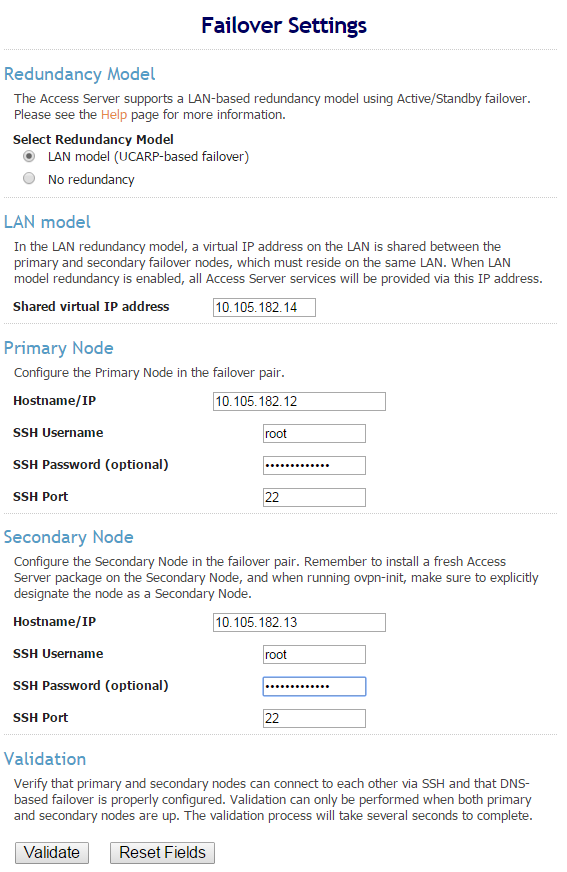 Failover Settings
Redundancy Model
The Access Server supports a LAN-based redundancy model using Active/Standby failover.
Please see the Help page for more information.
Select Redundancy Model
LAN model (UCARP-based failover)
No redundancy
LAN model
In the LAN redundancy model, a virtual IP address on the LAN is shared between the
primary and secondary failover nodes, which must reside on the same LAN. When LAN
model redundancy is enabled, all Access Server services will be provided via this IP address.
Shared virtual IP address 10.105.182.14
Primary Node
Configure the Primary Node in the failover pair.
Hostname/IP 10.105.182.12
SSH Username root
SSH Password (optional) •••••••••••••
SSH Port 22
Secondary Node
Configure the Secondary Node in the failover pair. Remember to install a fresh Access
Server package on the Secondary Node, and when running ovpn-init, make sure to explicitly
designate the node as a Secondary Node.
Hostname/IP 10.105.182.13
SSH Username root
SSH Password (optional) •••••••••••••
SSH Port 22
Validation
Verify that primary and secondary nodes can connect to each other via SSH and that DNS-
based failover is properly configured. Validation can only be performed when both primary
and secondary nodes are up. The validation process will take several seconds to complete.
Validate Reset Fields